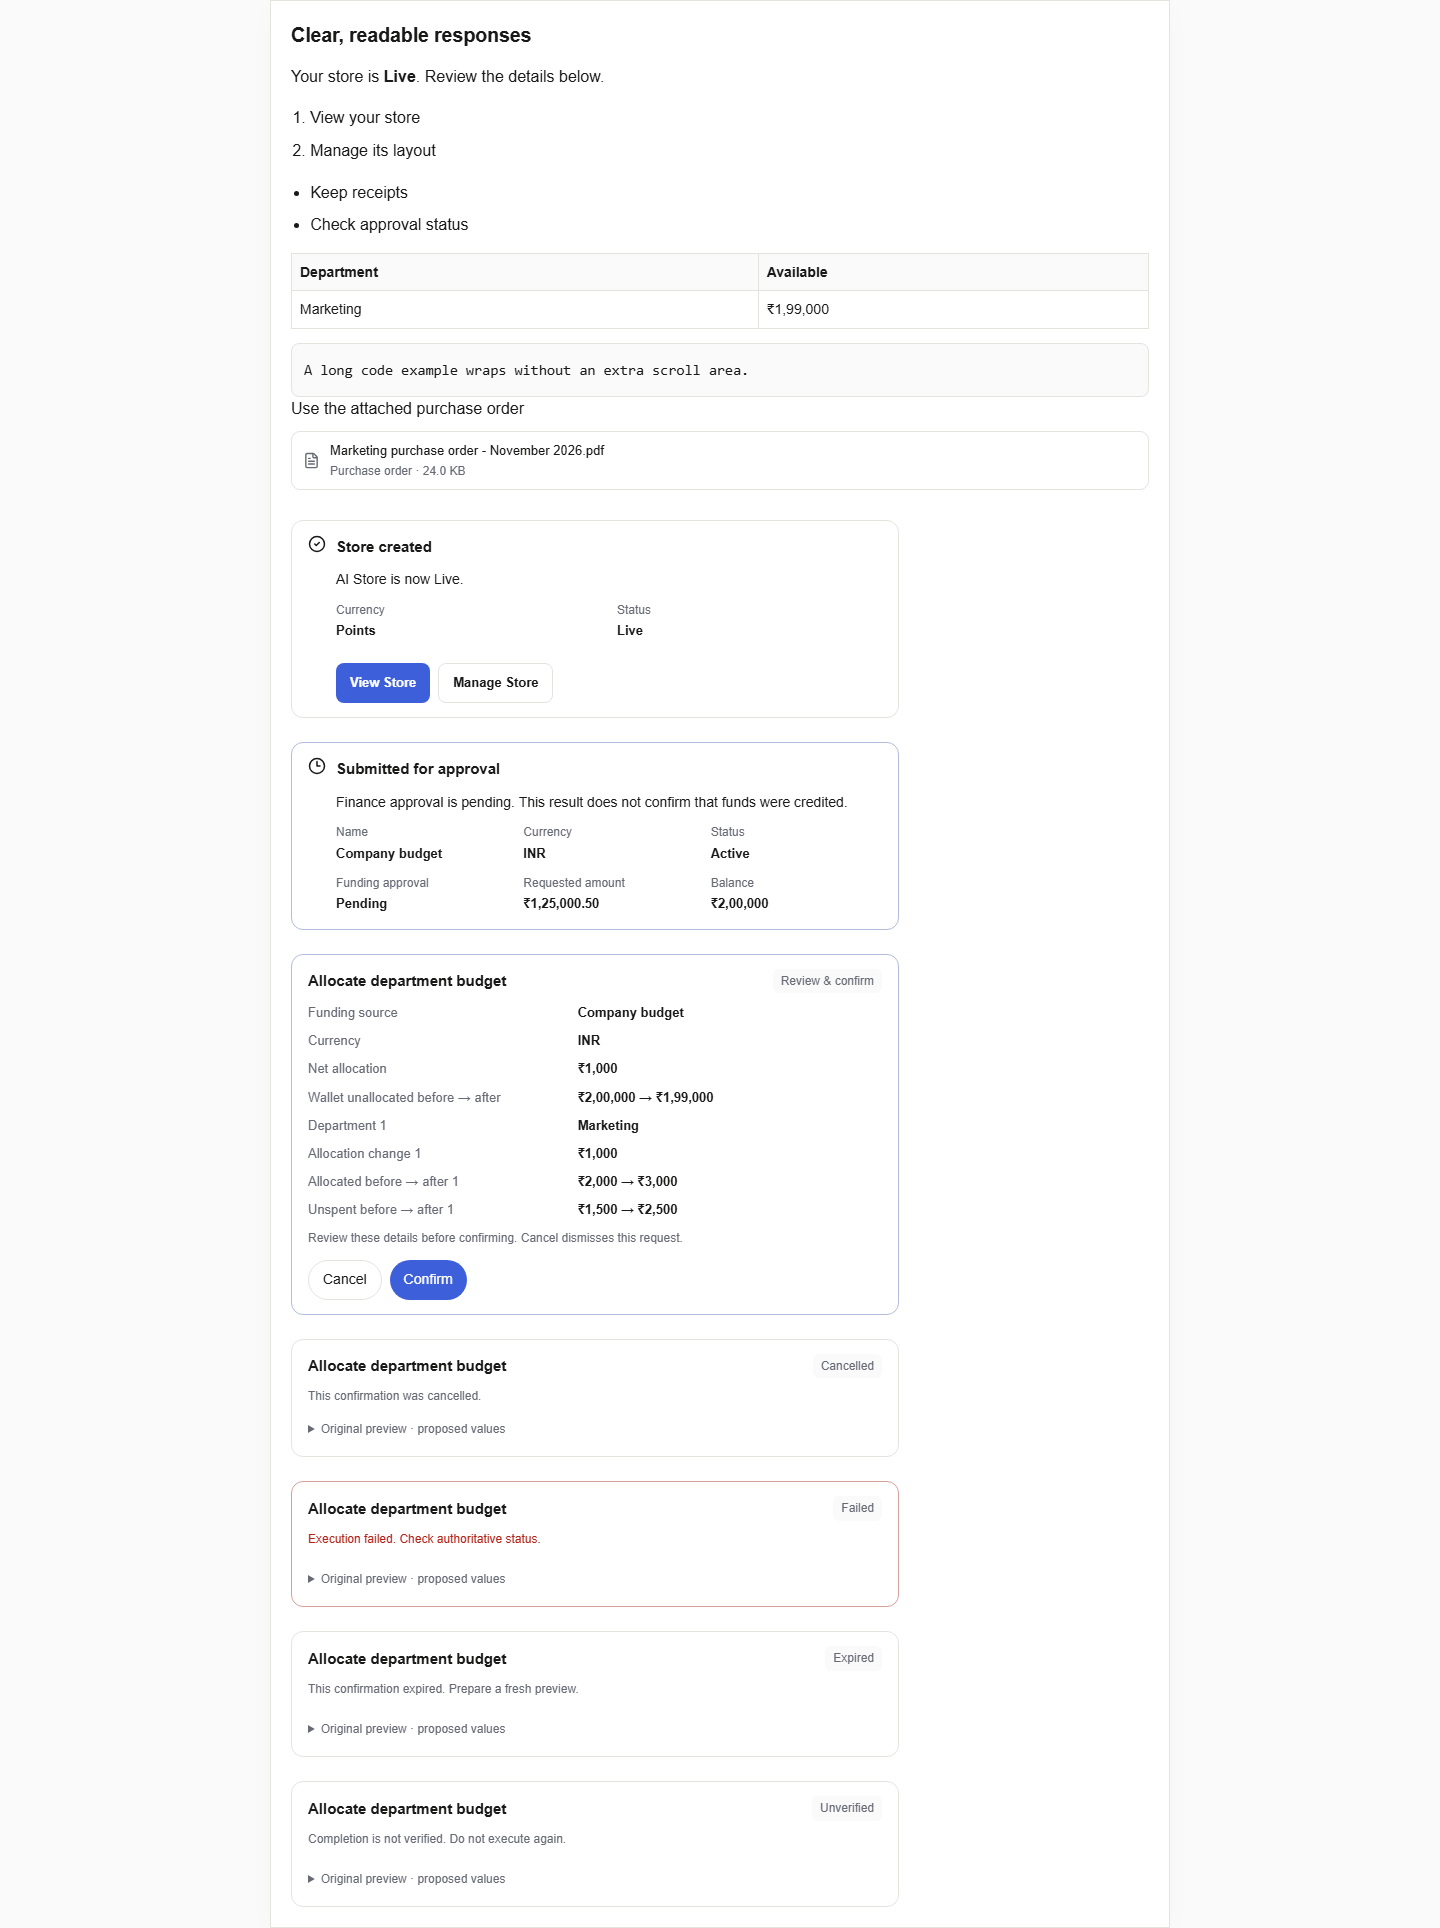 Clear, readable responses
Your store is Live. Review the details below.
1. View your store
2. Manage its layout
• Keep receipts
• Check approval status
Department Available
Marketing ₹1,99,000
A long code example wraps without an extra scroll area.
Use the attached purchase order
Marketing purchase order - November 2026.pdf
Purchase order · 24.0 KB
Store created
AI Store is now Live.
Currency Status
Points Live
View Store Manage Store
Submitted for approval
Finance approval is pending. This result does not confirm that funds were credited.
Name Currency Status
Company budget INR Active
Funding approval Requested amount Balance
Pending ₹1,25,000.50 ₹2,00,000
Allocate department budget Review & confirm
Funding source Company budget
Currency INR
Net allocation ₹1,000
Wallet unallocated before → after ₹2,00,000 → ₹1,99,000
Department 1 Marketing
Allocation change 1 ₹1,000
Allocated before → after 1 ₹2,000 → ₹3,000
Unspent before → after 1 ₹1,500 → ₹2,500
Review these details before confirming. Cancel dismisses this request.
Cancel Confirm
Allocate department budget Cancelled
This confirmation was cancelled.
Original preview · proposed values
Allocate department budget Failed
Execution failed. Check authoritative status.
Original preview · proposed values
Allocate department budget Expired
This confirmation expired. Prepare a fresh preview.
Original preview · proposed values
Allocate department budget Unverified
Completion is not verified. Do not execute again.
Original preview · proposed values